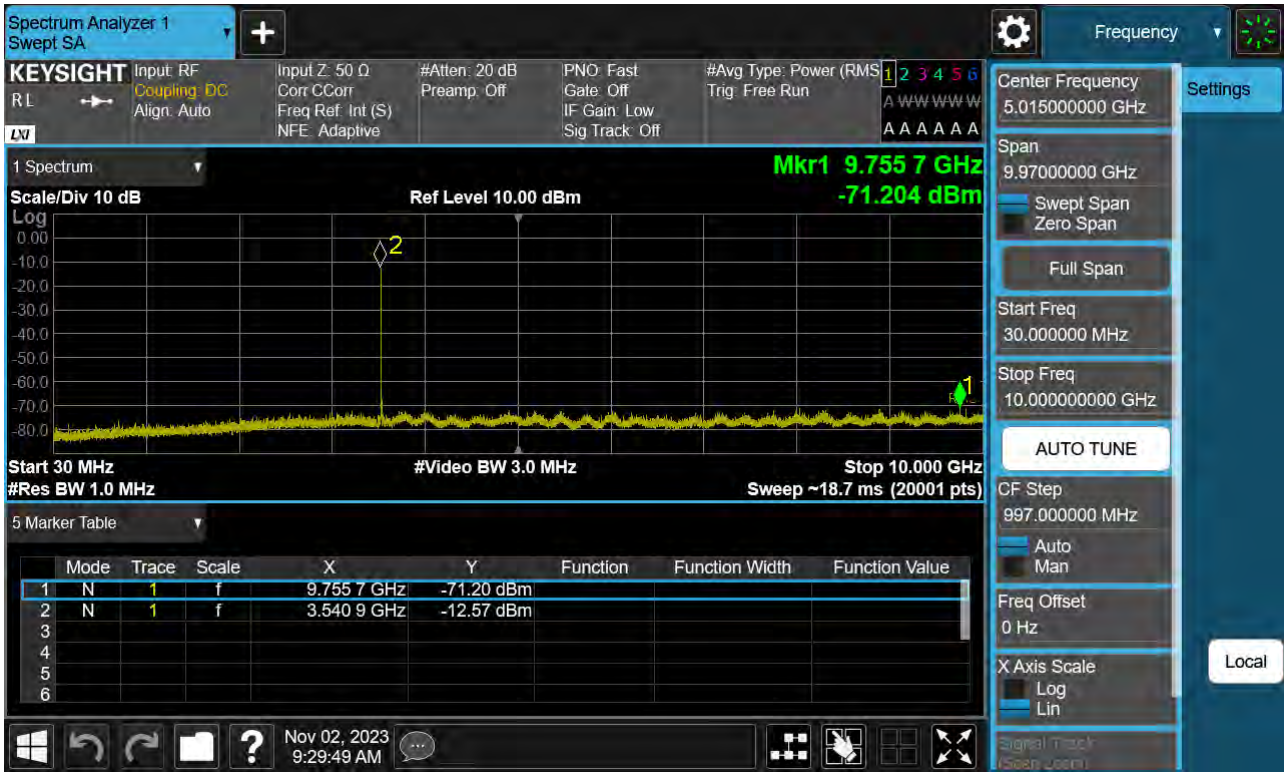 Spectrum Analyzer 1
Swept SA
Frequency
KEYSIGHT
RL
LXI
Input: RF
Coupling: DC
Align: Auto
Input Z: 50 Ω
Corr CCorr
Freq Ref: Int (S)
NFE: Adaptive
#Atten: 20 dB
Preamp: Off
PNO: Fast
Gate: Off
IF Gain: Low
Sig Track: Off
#Avg Type: Power (RMS
Trig: Free Run
1 2 3 4 5 6
A W W W W W
A A A A A A
1 Spectrum
Scale/Div 10 dB
Ref Level 10.00 dBm
Mkr1 9.755 7 GHz
-71.204 dBm
Log
0.00
-10.0
-20.0
-30.0
-40.0
-50.0
-60.0
-70.0
-80.0
2
1
Start 30 MHz
#Video BW 3.0 MHz
Stop 10.000 GHz
#Res BW 1.0 MHz
Sweep ~18.7 ms (20001 pts)
5 Marker Table
Mode Trace Scale X Y Function Function Width Function Value
1 N 1 f 9.755 7 GHz -71.20 dBm
2 N 1 f 3.540 9 GHz -12.57 dBm
3
4
5
6
Nov 02, 2023
9:29:49 AM
?
Center Frequency
5.015000000 GHz
Span
9.97000000 GHz
Swept Span
Zero Span
Full Span
Start Freq
30.000000 MHz
Stop Freq
10.000000000 GHz
AUTO TUNE
CF Step
997.000000 MHz
Auto
Man
Freq Offset
0 Hz
X Axis Scale
Log
Lin
Signal Track
(Span Zoom)
Settings
Local